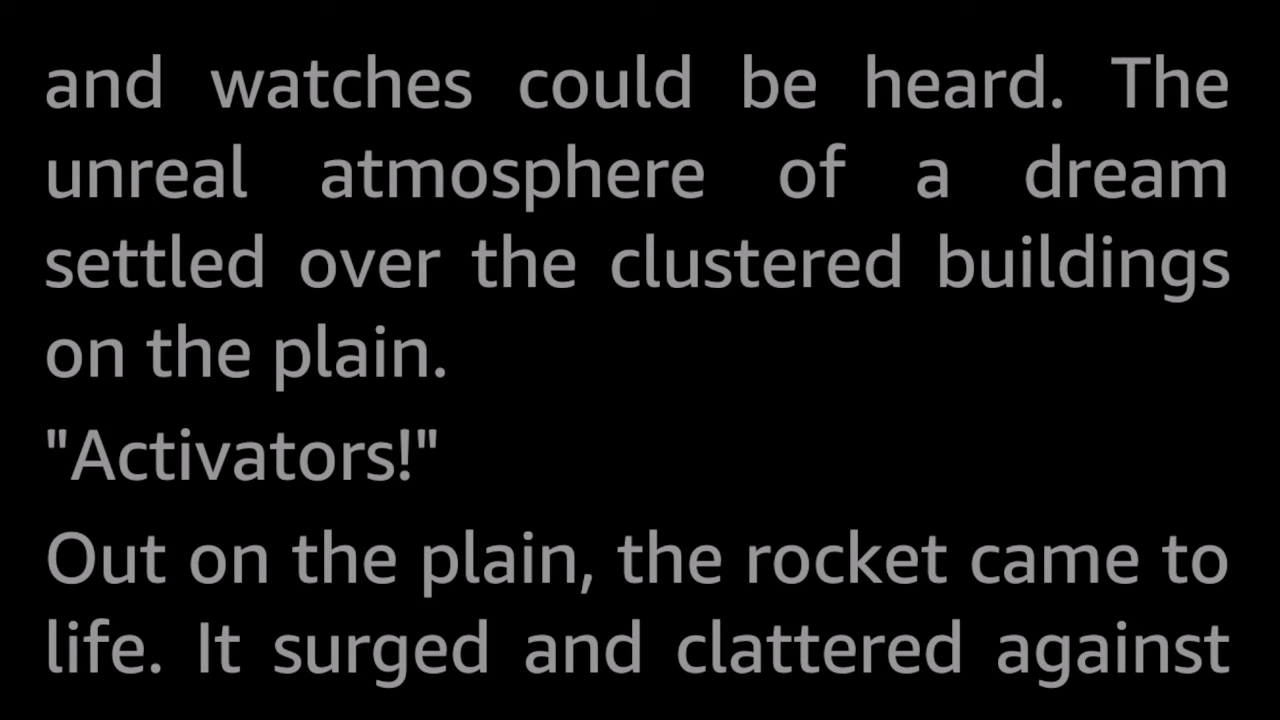 and watches could be heard. The
unreal atmosphere of a dream
settled over the clustered buildings
on the plain.
"Activators!"
Out on the plain, the rocket came to
life. It surged and clattered against